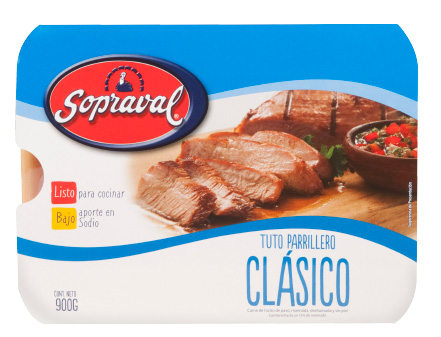 Sopraval
Listo para cocinar
Bajo aporte en
Sodio
TUTO PARRILLERO
CLÁSICO
CONT. NETO
900G